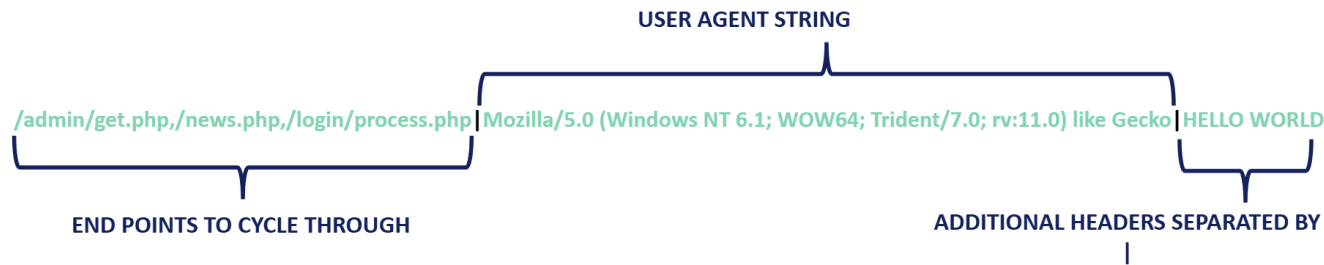 USER AGENT STRING
/admin/get.php,/news.php,/login/process.php|Mozilla/5.0 (Windows NT 6.1; WOW64; Trident/7.0; rv:11.0) like Gecko|HELLO WORLD
END POINTS TO CYCLE THROUGH
ADDITIONAL HEADERS SEPARATED BY
|